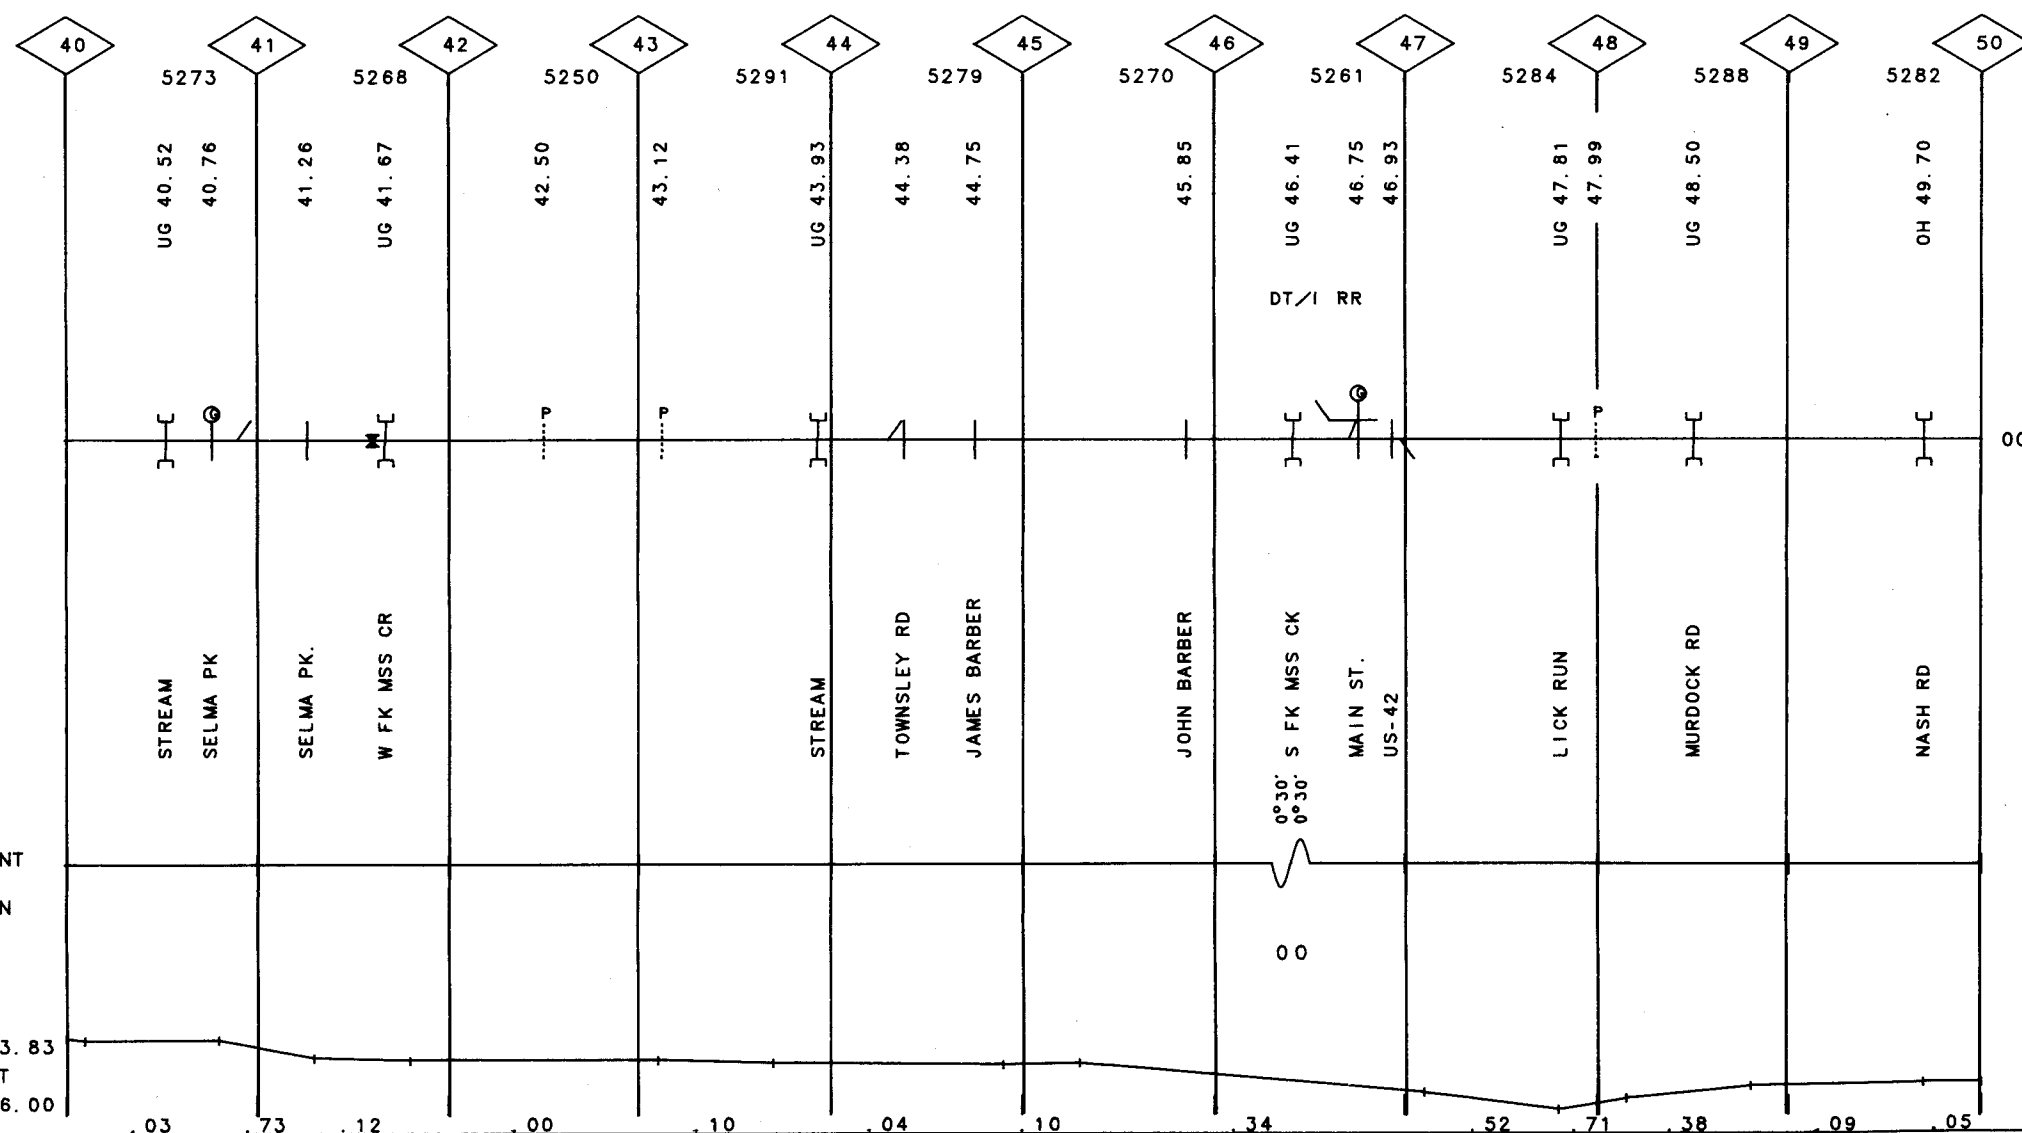 40 41 42 43 44 45 46 47 48 49 50
5273 5268 5250 5291 5279 5270 5261 5284 5288 5282
UG 40.52
40.76
41.26
UG 41.67
42.50
43.12
UG 43.93
44.38
44.75
45.85
UG 46.41
46.75
46.93
UG 47.81
47.99
UG 48.50
OH 49.70
DT/I RR
P P P
STREAM
SELMA PK
SELMA PK.
W FK MSS CR
STREAM
TOWNSLEY RD
JAMES BARBER
JOHN BARBER
S FK MSS CK
MAIN ST.
US-42
LICK RUN
MURDOCK RD
NASH RD
0°30'
0°30'
NT
N
0 0
3.83
T
6.00
.03 .73 .12 .00 .10 .04 .10 .34 .52 .71 .38 .09 .05